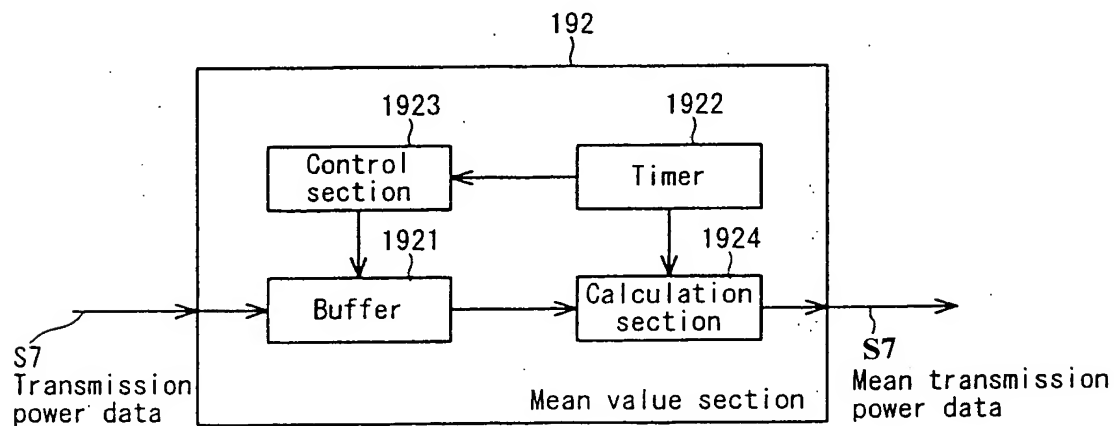 192
1923
1922
Control
section
Timer
1921
1924
Buffer
Calculation
section
S7
Transmission
power data
S7
Mean transmission
power data
Mean value section